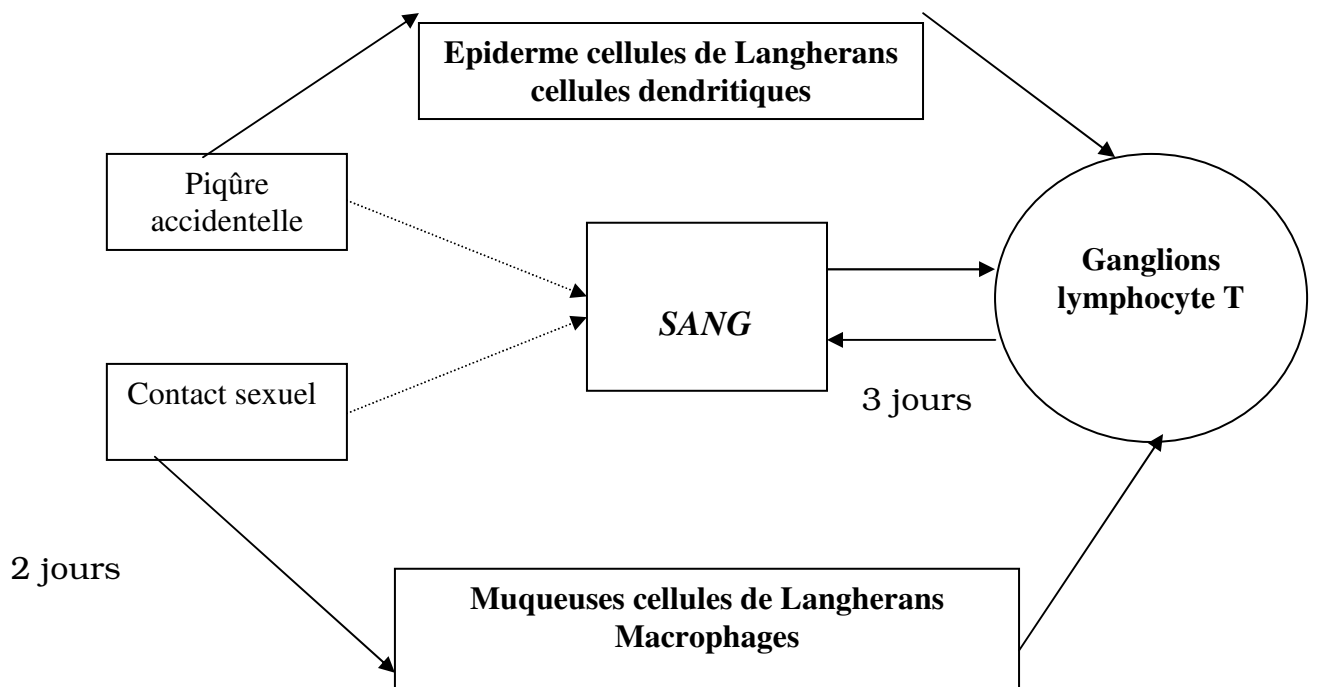 Epiderme cellules de Langherans
cellules dendritiques
Piqûre
accidentelle
SANG
Ganglions
lymphocyte T
Contact sexuel
3 jours
2 jours
Muqueuses cellules de Langherans
Macrophages